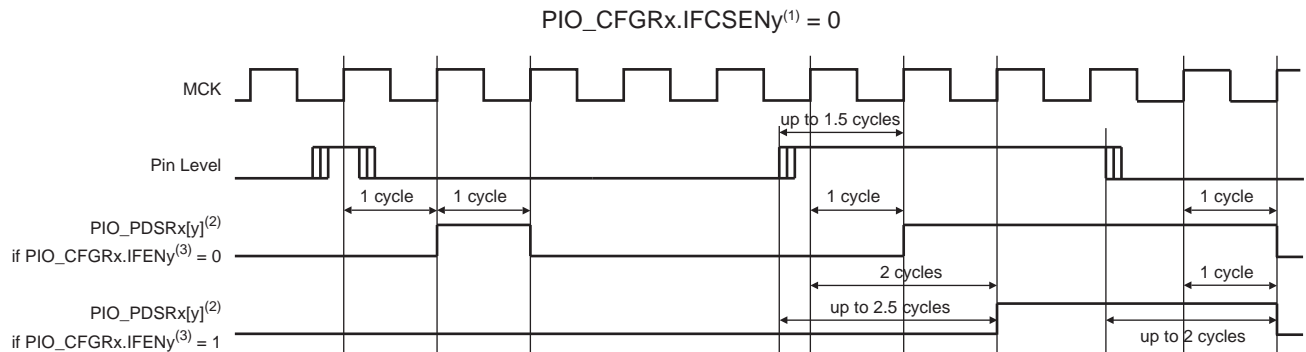 PIO_CFGRx.IFCSENy(1) = 0
MCK
up to 1.5 cycles
Pin Level
1 cycle
1 cycle
1 cycle
1 cycle
PIO_PDSRx[y](2)
if PIO_CFGRx.IFENy(3) = 0
2 cycles
1 cycle
PIO_PDSRx[y](2)
up to 2.5 cycles
up to 2 cycles
if PIO_CFGRx.IFENy(3) = 1